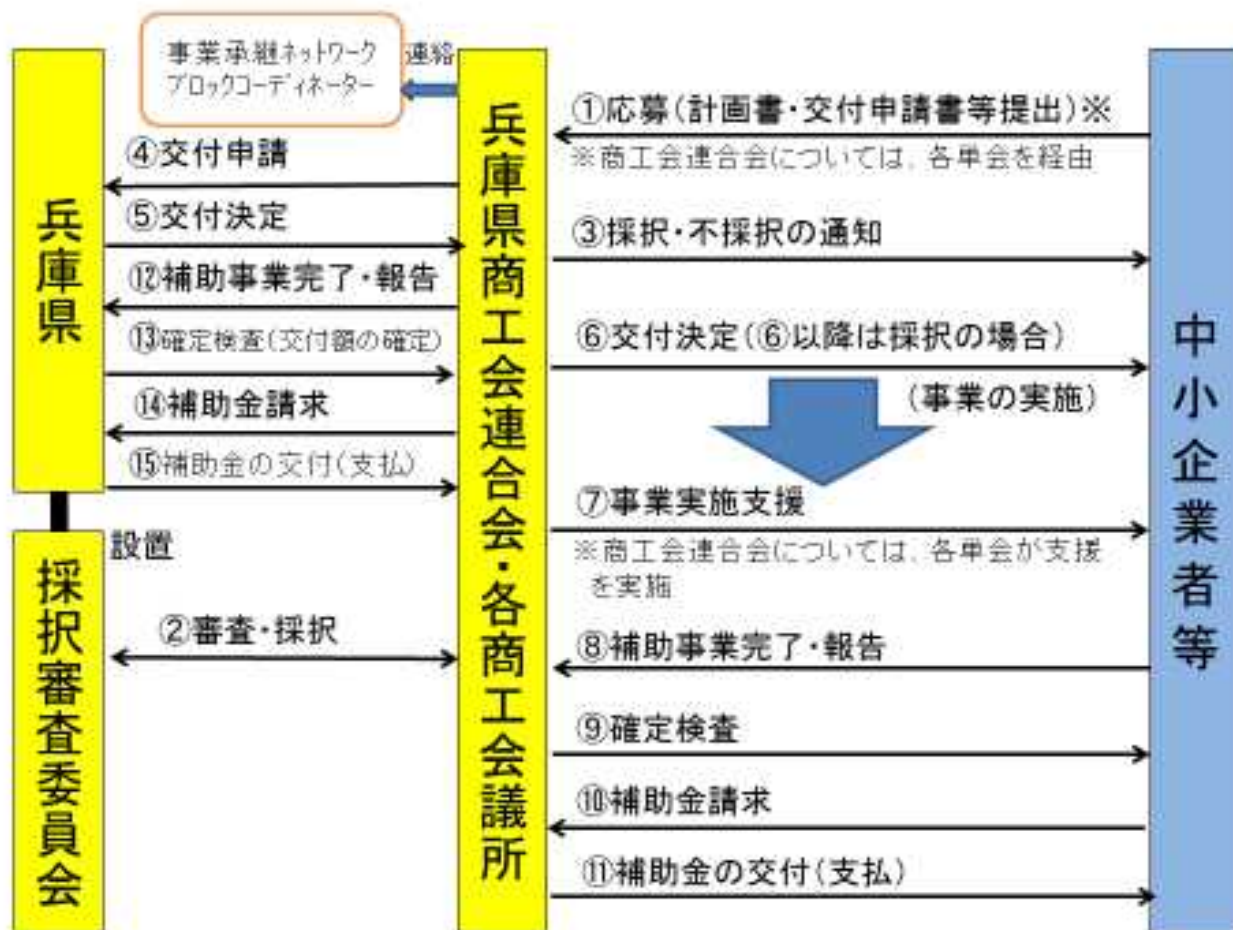 事業承継ネットワーク
ブロックコーディネーター
連絡
兵庫県
採択審査委員会
設置
④交付申請
⑤交付決定
⑫補助事業完了・報告
⑬確定検査(交付額の確定)
⑭補助金請求
⑮補助金の交付(支払)
②審査・採択
兵庫県商工会連合会・各商工会議所
①応募(計画書・交付申請書等提出)※
※商工会連合会については、各単会を経由
③採択・不採択の通知
⑥交付決定(⑥以降は採択の場合)
(事業の実施)
⑦事業実施支援
※商工会連合会については、各単会が支援
を実施
⑧補助事業完了・報告
⑨確定検査
⑩補助金請求
⑪補助金の交付(支払)
中小企業者等